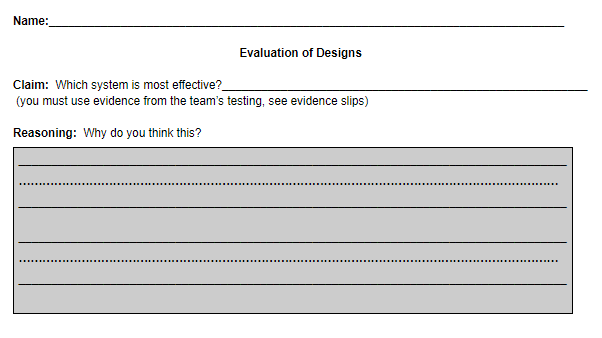 Name:
Evaluation of Designs
Claim: Which system is most effective?
(you must use evidence from the team's testing, see evidence slips)
Reasoning: Why do you think this?